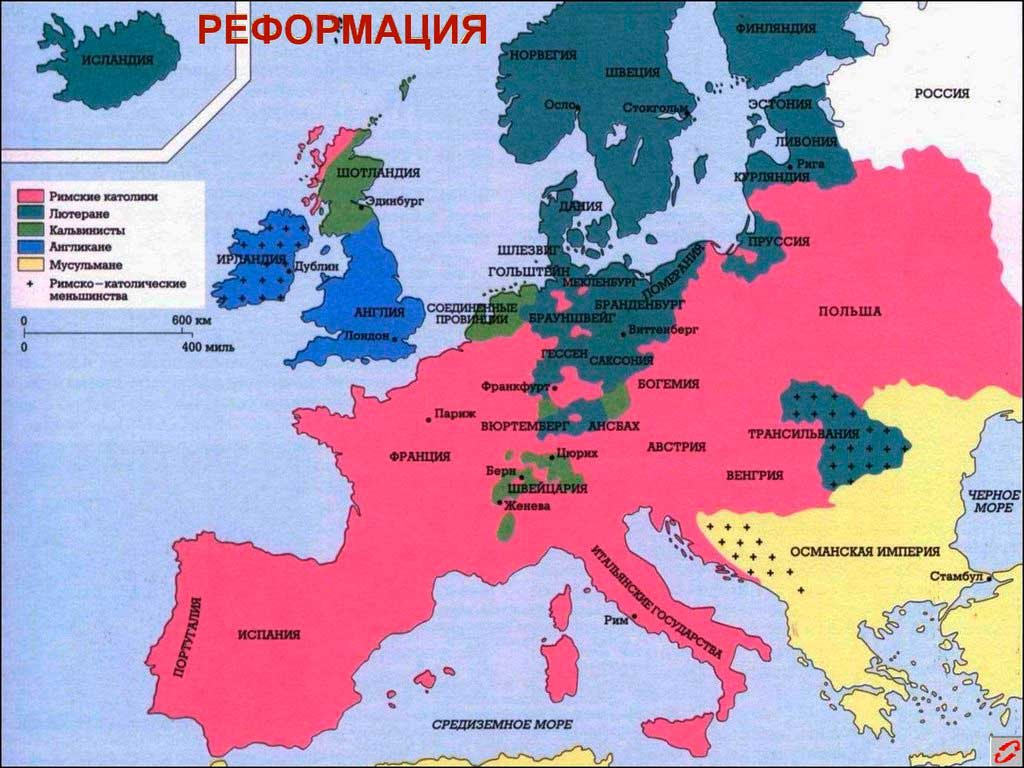 РЕФОРМАЦИЯ
ИСЛАНДИЯ
НОРВЕГИЯ
ШВЕЦИЯ
ФИНЛЯНДИЯ
Осло
Стокгольм
ЭСТОНИЯ
РОССИЯ
ЛИВОНИЯ
Рига
КУРЛЯНДИЯ
ШОТЛАНДИЯ
Эдинбург
ДАНИЯ
Римские католики
Лютеране
Кальвинисты
Англикане
Мусульмане
Римско-католические
меньшинства
0
600 км
0
400 миль
ИРЛАНДИЯ
Дублин
АНГЛИЯ
Лондон
ШЛЕЗВИГ
ГОЛЬШТЕЙН
МЕКЛЕНБУРГ
ПОМЕРАНИЯ
ПРУССИЯ
СОЕДИНЕННЫЕ
ПРОВИНЦИИ
БРАНДЕНБУРГ
БРАУНШВЕЙГ
Виттенберг
ПОЛЬША
ГЕССЕН
САКСОНИЯ
Франкфурт
БОГЕМИЯ
Париж
ВЮРТЕМБЕРГ
АНСБАХ
ТРАНСИЛЬВАНИЯ
ФРАНЦИЯ
Цюрих
АВСТРИЯ
Берн
ШВЕЙЦАРИЯ
ВЕНГРИЯ
Женева
ЧЕРНОЕ
МОРЕ
ОСМАНСКАЯ ИМПЕРИЯ
Стамбул
ИТАЛЬЯНСКИЕ ГОСУДАРСТВА
Рим
ПОРТУГАЛИЯ
ИСПАНИЯ
СРЕДИЗЕМНОЕ МОРЕ